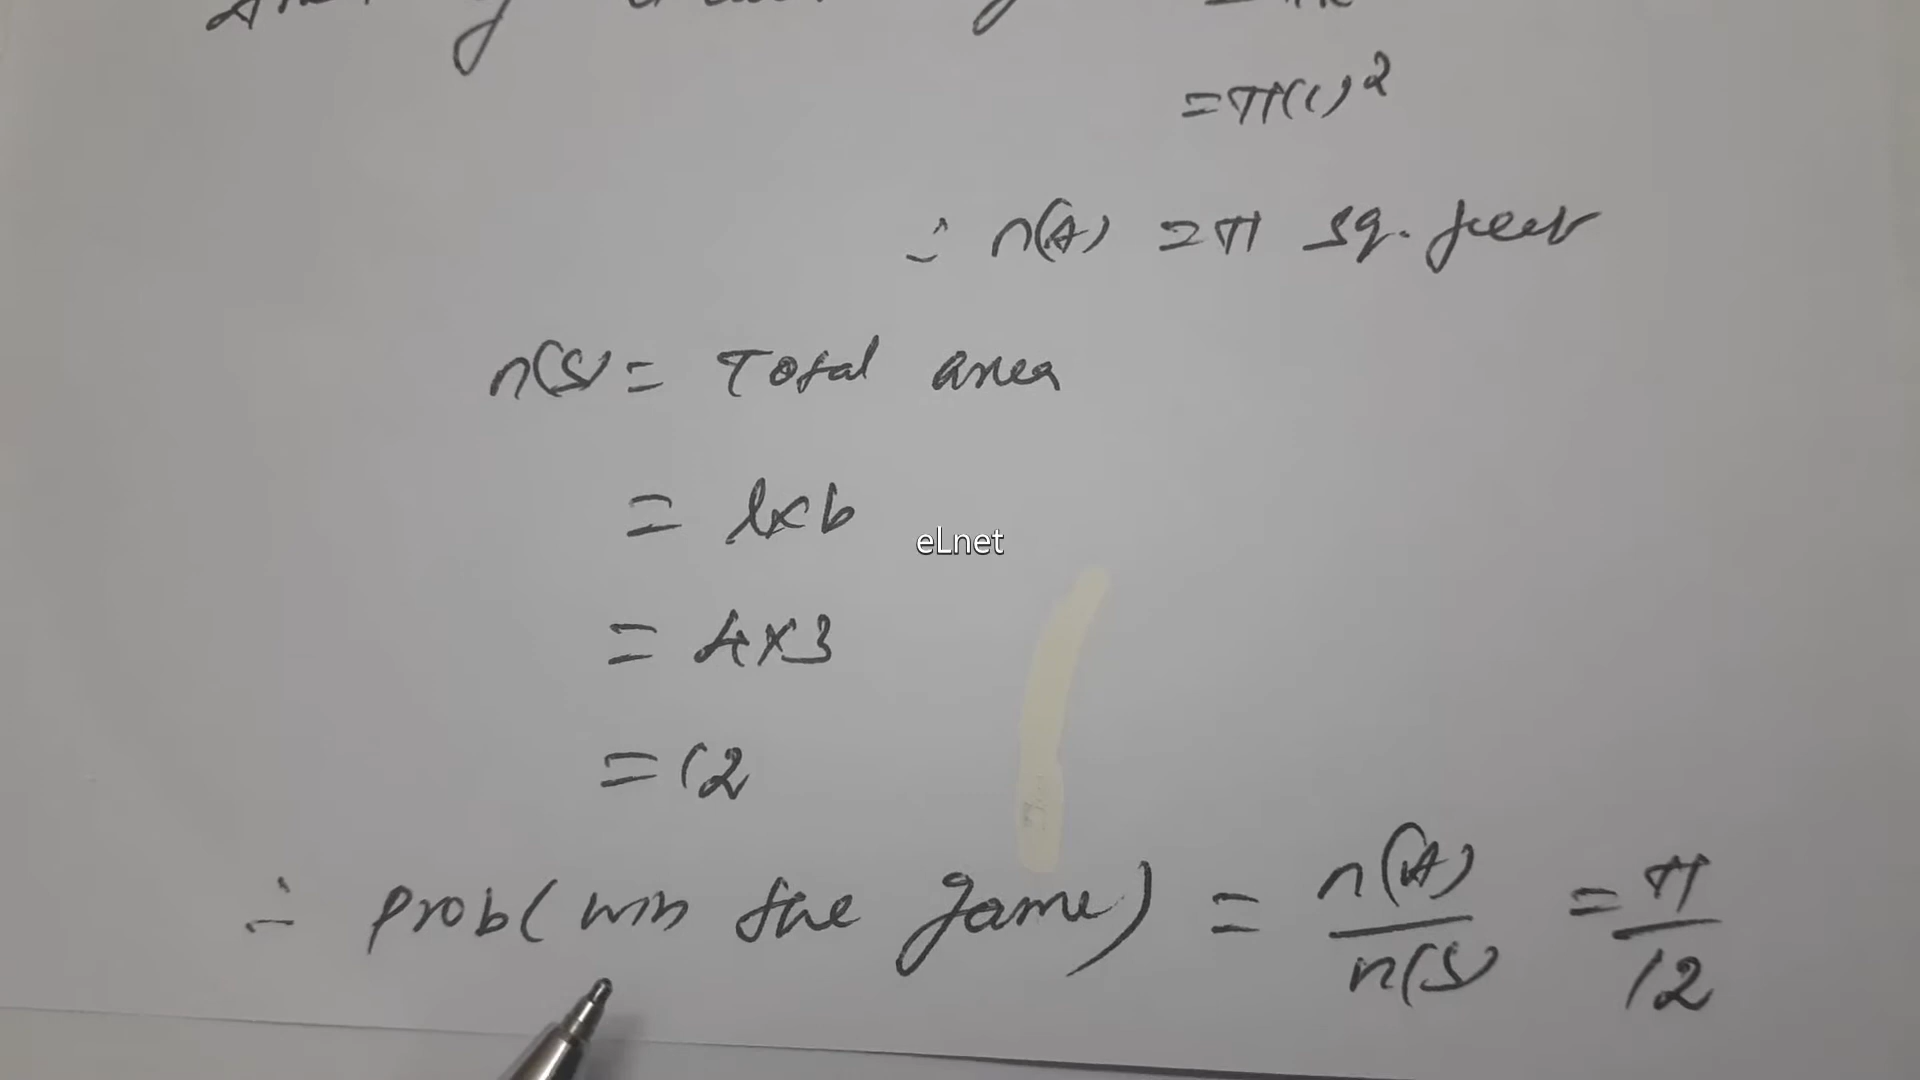 =π(1)²
∴ n(A) = π sq. feet
n(S) = Total area
= l×b
eLnet
= 4×3
= 12
∴ prob(win the game) = n(A)/n(S) = π/12